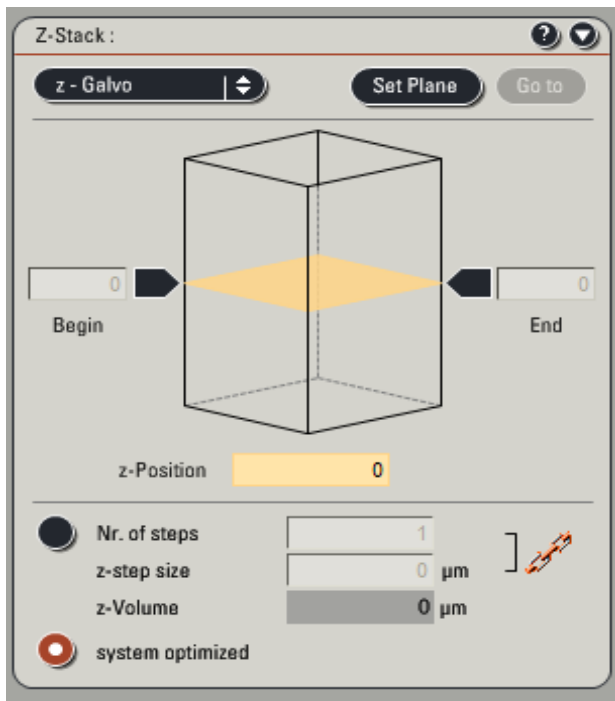 Z-Stack :
?
z - Galvo
Set Plane
Go to
0
0
Begin
End
z-Position
0
Nr. of steps
1
z-step size
0
µm
z-Volume
0
µm
system optimized